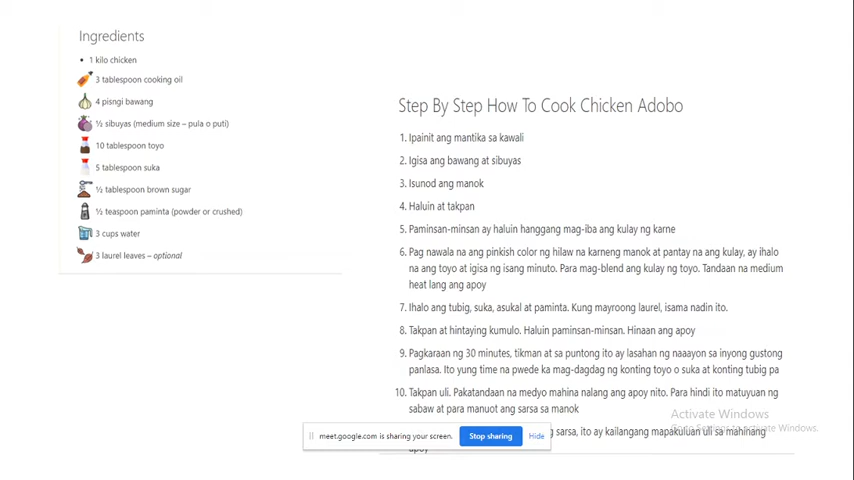 Ingredients
1 kilo chicken
3 tablespoon cooking oil
4 pisngi bawang
½ sibuyas (medium size – pula o puti)
10 tablespoon toyo
5 tablespoon suka
½ tablespoon brown sugar
½ teaspoon paminta (powder or crushed)
3 cups water
3 laurel leaves – optional
Step By Step How To Cook Chicken Adobo
1. Ipainit ang mantika sa kawali
2. Igisa ang bawang at sibuyas
3. Isunod ang manok
4. Haluin at takpan
5. Paminsan-minsan ay haluin hanggang mag-iba ang kulay ng karne
6. Pag nawala na ang pinkish color ng hilaw na karneng manok at pantay na ang kulay, ay ihalo
na ang toyo at igisa ng isang minuto. Para mag-blend ang kulay ng toyo. Tandaan na medium
heat lang ang apoy
7. Ihalo ang tubig, suka, asukal at paminta. Kung mayroong laurel, isama nadin ito.
8. Takpan at hintaying kumulo. Haluin paminsan-minsan. Hinaan ang apoy
9. Pagkaraan ng 30 minutes, tikman at sa puntong ito ay lasahan ng naaayon sa inyong gustong
panlasa. Ito yung time na pwede ka mag-dagdag ng konting toyo o suka at konting tubig pa
10. Takpan uli. Pakatandaan na medyo mahina nalang ang apoy nito. Para hindi ito matuyuan ng
sabaw at para manuot ang sarsa sa manok
sarsa, ito ay kailangang mapakuluan uli sa mahinang
apoy
meet.google.com is sharing your screen.
Stop sharing
Hide
Activate Windows
Go to Settings to activate Windows.